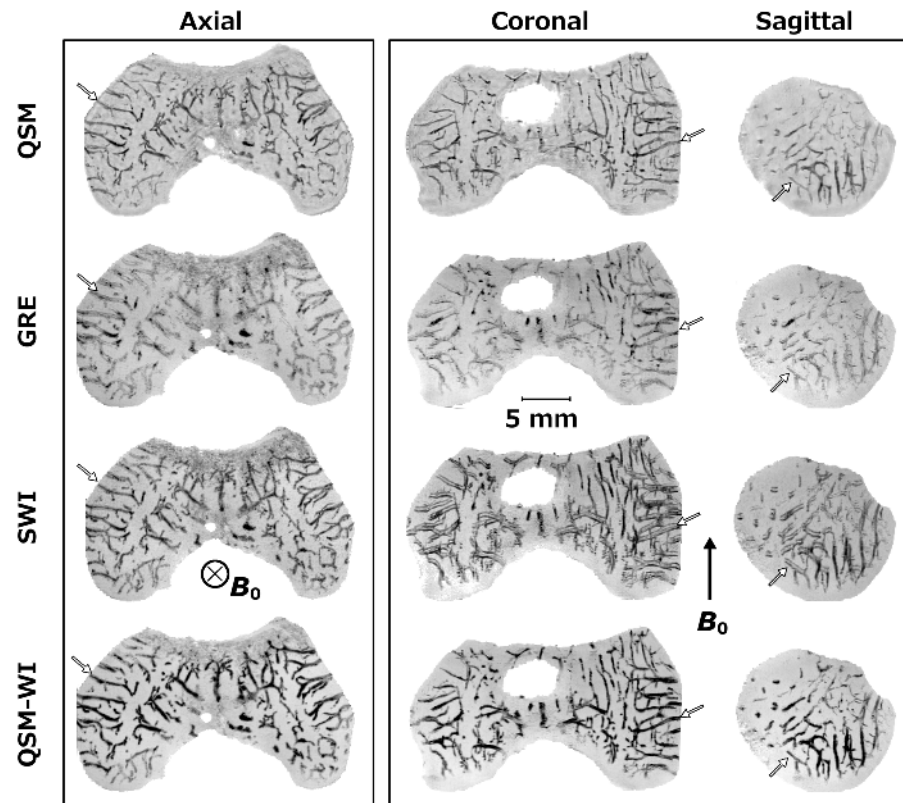 Axial Coronal Sagittal
QSM
GRE
5 mm
SWI
B0
B0
QSM-WI